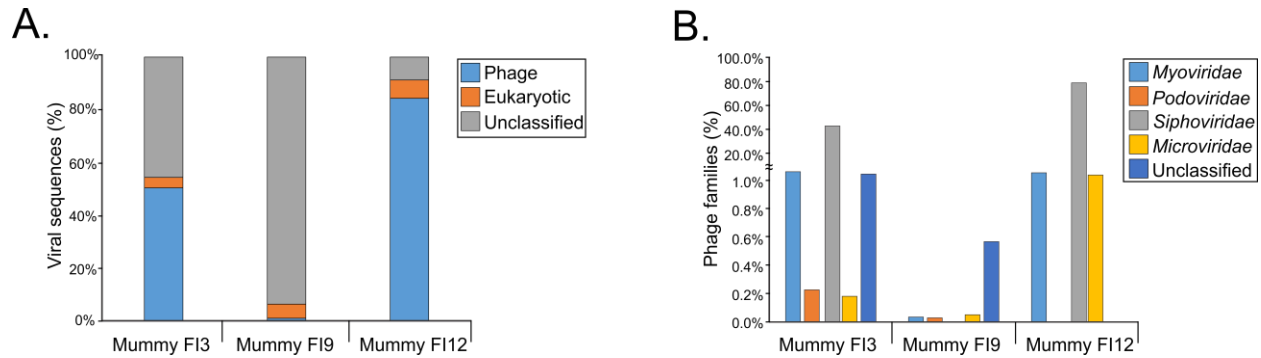 A.
Viral sequences (%)
100%
80%
60%
40%
20%
0%
Mummy FI3
Mummy FI9
Mummy FI12
Phage
Eukaryotic
Unclassified
B.
Phage families (%)
100.0%
80.0%
60.0%
40.0%
20.0%
1.0%
0.8%
0.6%
0.4%
0.2%
0.0%
Mummy FI3
Mummy FI9
Mummy FI12
Myoviridae
Podoviridae
Siphoviridae
Microviridae
Unclassified